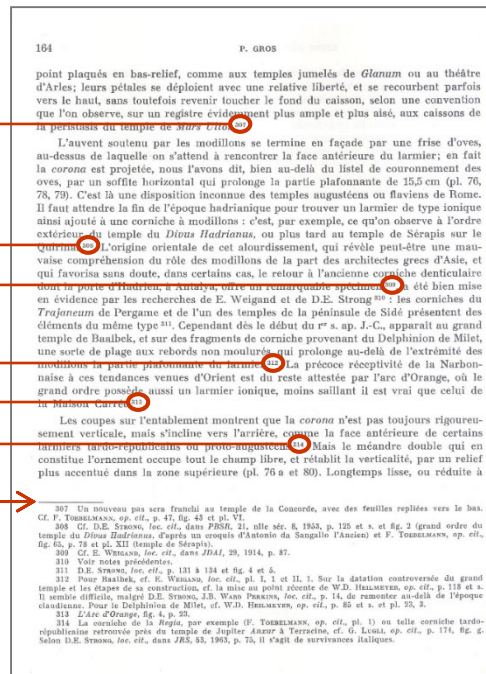 164
P. GROS
point plaqués en bas-relief, comme aux temples jumelés de Glanum ou au théâtre
d'Arles; leurs pétales se déploient avec une relative liberté, et se recourbent parfois
vers le haut, sans toutefois revenir toucher le fond du caisson, selon une convention
que l'on observe, sur un registre évidemment plus ample et plus aisé, aux caissons de
la péristasis du temple de Mars Ultor 307
L'auvent soutenu par les modillons se termine en façade par une frise d'oves,
au-dessus de laquelle on s'attend à rencontrer la face antérieure du larmier; en fait
la corona est projetée, nous l'avons dit, bien au-delà du listel de couronnement des
oves, par un soffite horizontal qui prolonge la partie plafonnante de 15,5 cm (pl. 76,
78, 79). C'est là une disposition inconnue des temples augustéens ou flaviens de Rome.
Il faut attendre la fin de l'époque hadrianique pour trouver un larmier de type ionique
ainsi ajouté à une corniche à modillons : c'est, par exemple, ce qu'on observe à l'ordre
extérieur du temple du Divus Hadrianus, ou plus tard au temple de Sérapis sur le
Quirinal 308 L'origine orientale de cet alourdissement, qui révèle peut-être une mau-
vaise compréhension du rôle des modillons de la part des architectes grecs d'Asie, et
qui favorisa sans doute, dans certains cas, le retour à l'ancienne corniche denticulaire
dont la porte d'Hadrien, à Antalya, offre un remarquable spécimen 309 a été bien mise
en évidence par les recherches de E. Weigand et de D.E. Strong 310 : les corniches du
Trajaneum de Pergame et de l'un des temples de la péninsule de Sidé présentent des
éléments du même type 311. Cependant dès le début du Ier s. ap. J.-C., apparaît au grand
temple de Baalbek, et sur des fragments de corniche provenant du Delphinion de Milet,
une sorte de plage aux rebords non moulurés, qui prolonge au-delà de l'extrémité des
modillons la partie plafonnante du larmier 312 La précoce réceptivité de la Narbon-
naise à ces tendances venues d'Orient est du reste attestée par l'arc d'Orange, où le
grand ordre possède aussi un larmier ionique, moins saillant il est vrai que celui de
la Maison Carrée 313
Les coupes sur l'entablement montrent que la corona n'est pas toujours rigoureu-
sement verticale, mais s'incline vers l'arrière, comme la face antérieure de certains
larmiers tardo-républicains ou proto-augustéens 314 Mais le méandre double qui en
constitue l'ornement occupe tout le champ libre, et rétablit la verticalité, par un relief
plus accentué dans la zone supérieure (pl. 76 a et 80). Longtemps lisse, ou réduite à
307 Un nouveau pas sera franchi au temple de la Concorde, avec des feuilles repliées vers le bas.
Cf. F. TOEBELMANN, op. cit., p. 47, fig. 43 et pl. VI.
308 Cf. D.E. STRONG, loc. cit., dans PBSR, 21, nlle sér. 8, 1953, p. 125 et s. et fig. 2 (grand ordre du
temple du Divus Hadrianus, d'après un croquis d'Antonio da Sangallo l'Ancien) et F. TOEBELMANN, op. cit.,
fig. 65, p. 78 et pl. XII (temple de Sérapis).
309 Cf. E. WEIGAND, loc. cit., dans JDAI, 29, 1914, p. 87.
310 Voir notes précédentes.
311 D.E. STRONG, loc. cit., p. 131 à 134 et fig. 4 et 5.
312 Pour Baalbek, cf. E. WEIGAND, loc. cit., pl. I, 1 et II, 1. Sur la datation controversée du grand
temple et les étapes de sa construction, cf. la mise au point récente de W.D. HEILMEYER, op. cit., p. 118 et s.
Il semble difficile, malgré D.E. STRONG, J.B. WARD PERKINS, loc. cit., p. 14, de remonter au-delà de l'époque
claudienne. Pour le Delphinion de Milet, cf. W.D. HEILMEYER, op. cit., p. 85 et s. et pl. 22, 3.
313 L'Arc d'Orange, fig. 4, p. 23.
314 La corniche de la Regia, par exemple (F. TOEBELMANN, op. cit., pl. 1) ou telle corniche tardo-
républicaine retrouvée près du temple de Jupiter Anxur à Terracine, cf. G. LUGLI, op. cit., p. 174, fig. g.
Selon D.E. STRONG, loc. cit., dans JRS, 53, 1963, p. 75, il s'agit de survivances italiques.